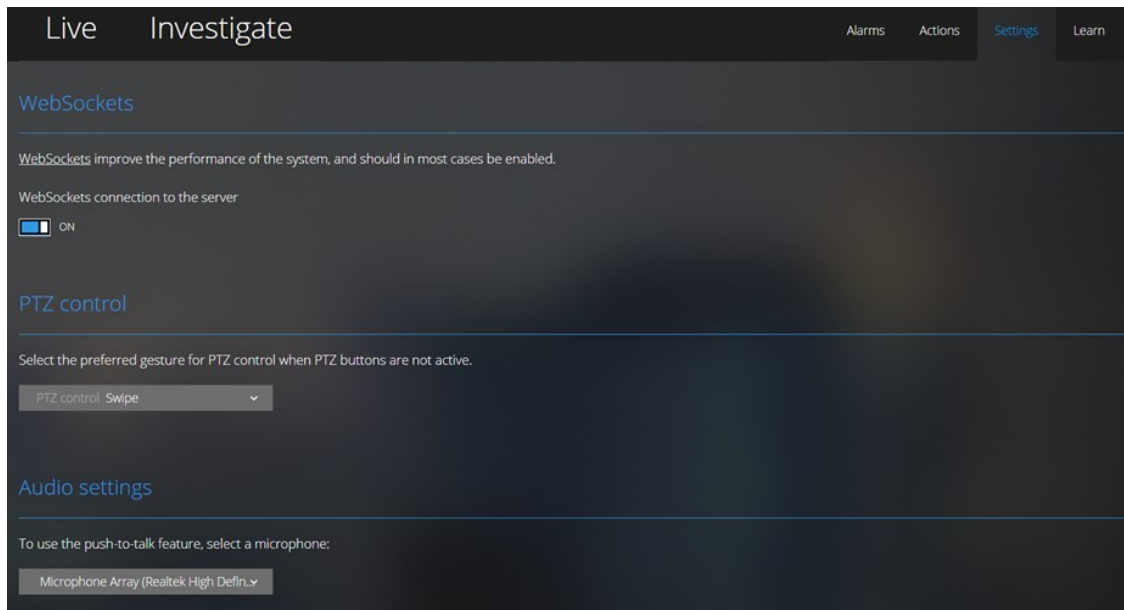 Live Investigate Alarms Actions Settings Learn
WebSockets
WebSockets improve the performance of the system, and should in most cases be enabled.
WebSockets connection to the server
ON
PTZ control
Select the preferred gesture for PTZ control when PTZ buttons are not active.
PTZ control Swipe
Audio settings
To use the push-to-talk feature, select a microphone:
Microphone Array (Realtek High Defin..